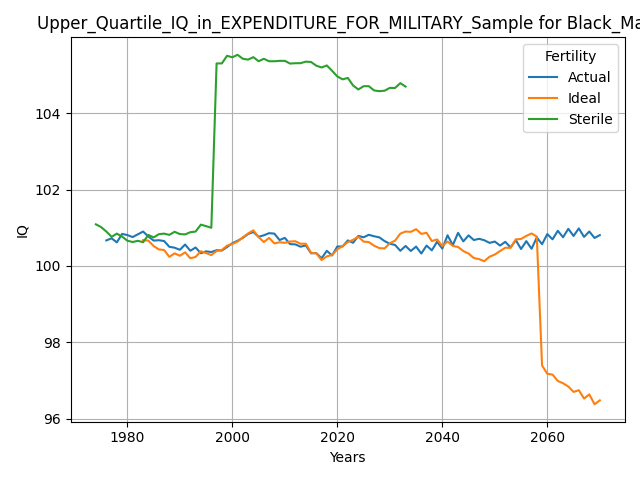 Upper_Quartile_IQ_in_EXPENDITURE_FOR_MILITARY_Sample for Black_Ma
Fertility
Actual
Ideal
Sterile
IQ
104
102
100
98
96
1980
2000
2020
2040
2060
Years